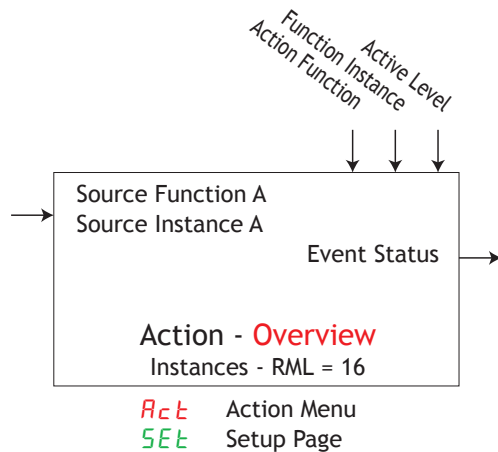 Action Function
Function Instance
Active Level
Source Function A
Source Instance A
Event Status
Action - Overview
Instances - RML = 16
Act Action Menu
SEt Setup Page